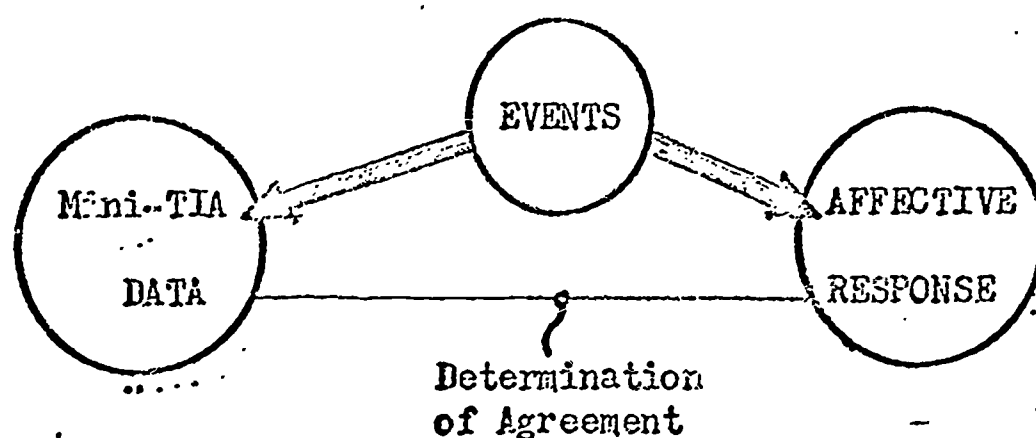 EVENTS
Mini-TIA
DATA
AFFECTIVE
RESPONSE
Determination
of Agreement